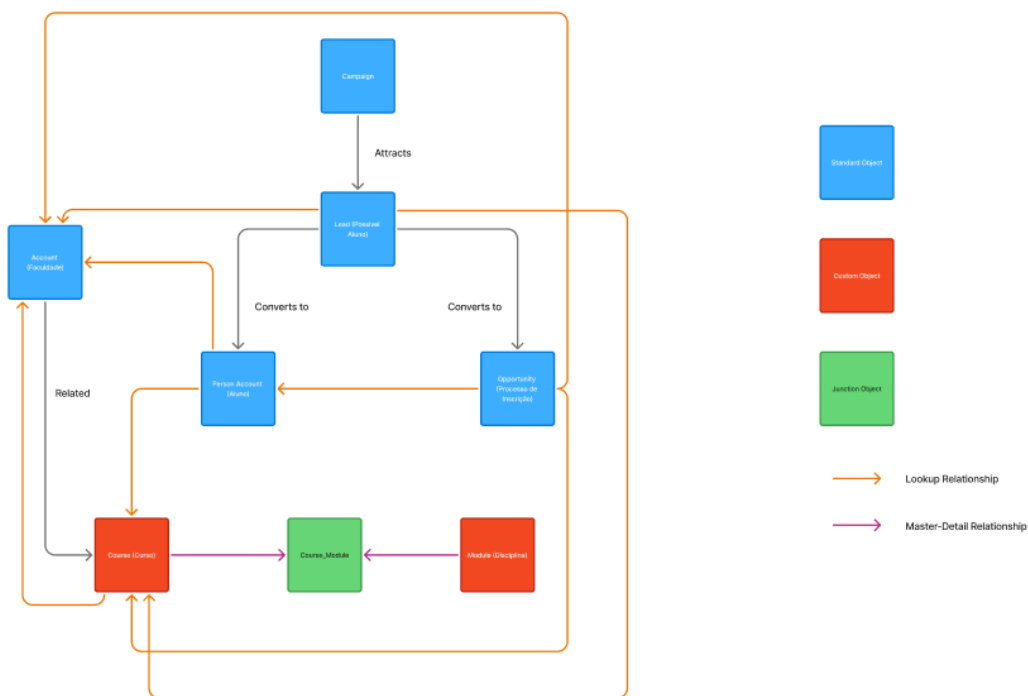 Campaign
Attracts
Standard Object
Lead (Possível
Aluno)
Account
(Faculdade)
Custom Object
Converts to
Converts to
Person Account
(Aluno)
Opportunity
(Processo de
Inscrição)
Junction Object
Related
Lookup Relationship
Master-Detail Relationship
Course (Curso)
Course_Module
Module (Disciplina)